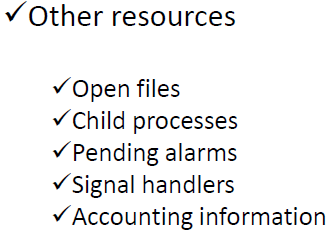 ✓Other resources
✓Open files
✓Child processes
✓Pending alarms
✓Signal handlers
✓Accounting information